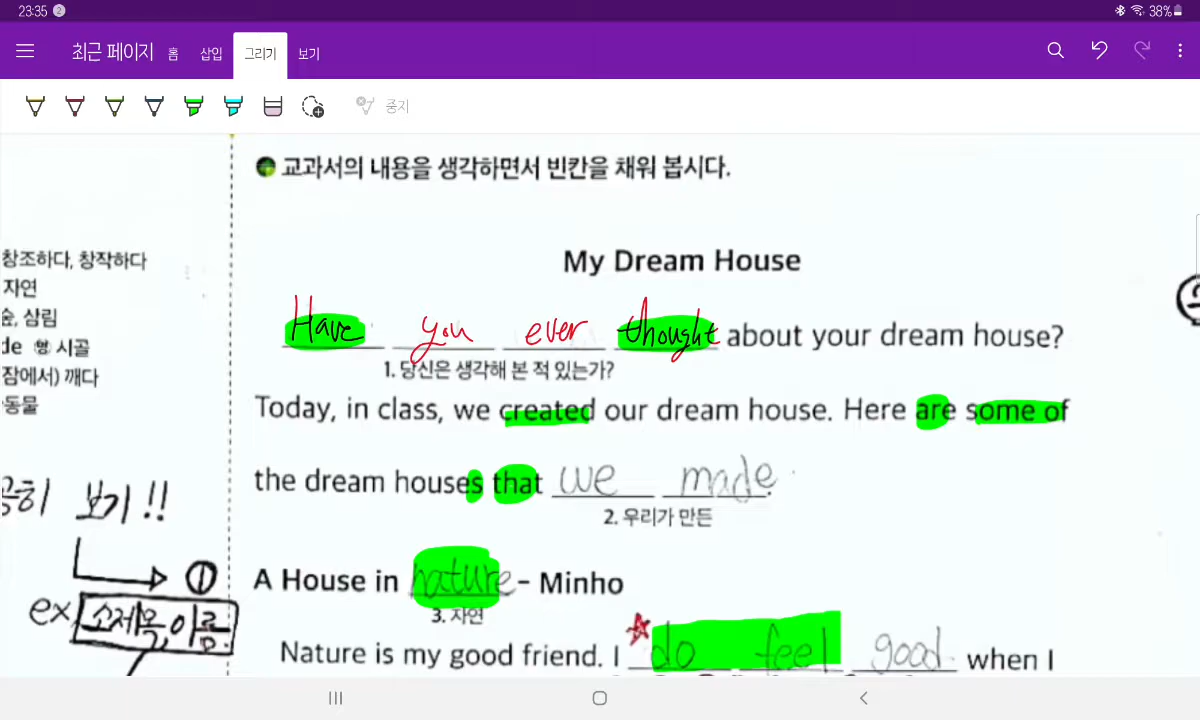 23:35 2 38%
최근 페이지 홈 삽입 그리기 보기
중지
교과서의 내용을 생각하면서 빈칸을 채워 봅시다.
My Dream House
Have you ever thought about your dream house?
1. 당신은 생각해 본 적 있는가?
Today, in class, we created our dream house. Here are some of
the dream houses that we made.
2. 우리가 만든
A House in nature - Minho
3. 자연
Nature is my good friend. I do feel good when I
창조하다, 창작하다
자연
숲, 삼림
de 명 시골
잠에서) 깨다
동물
보기!!
①
ex 소제목, 이름